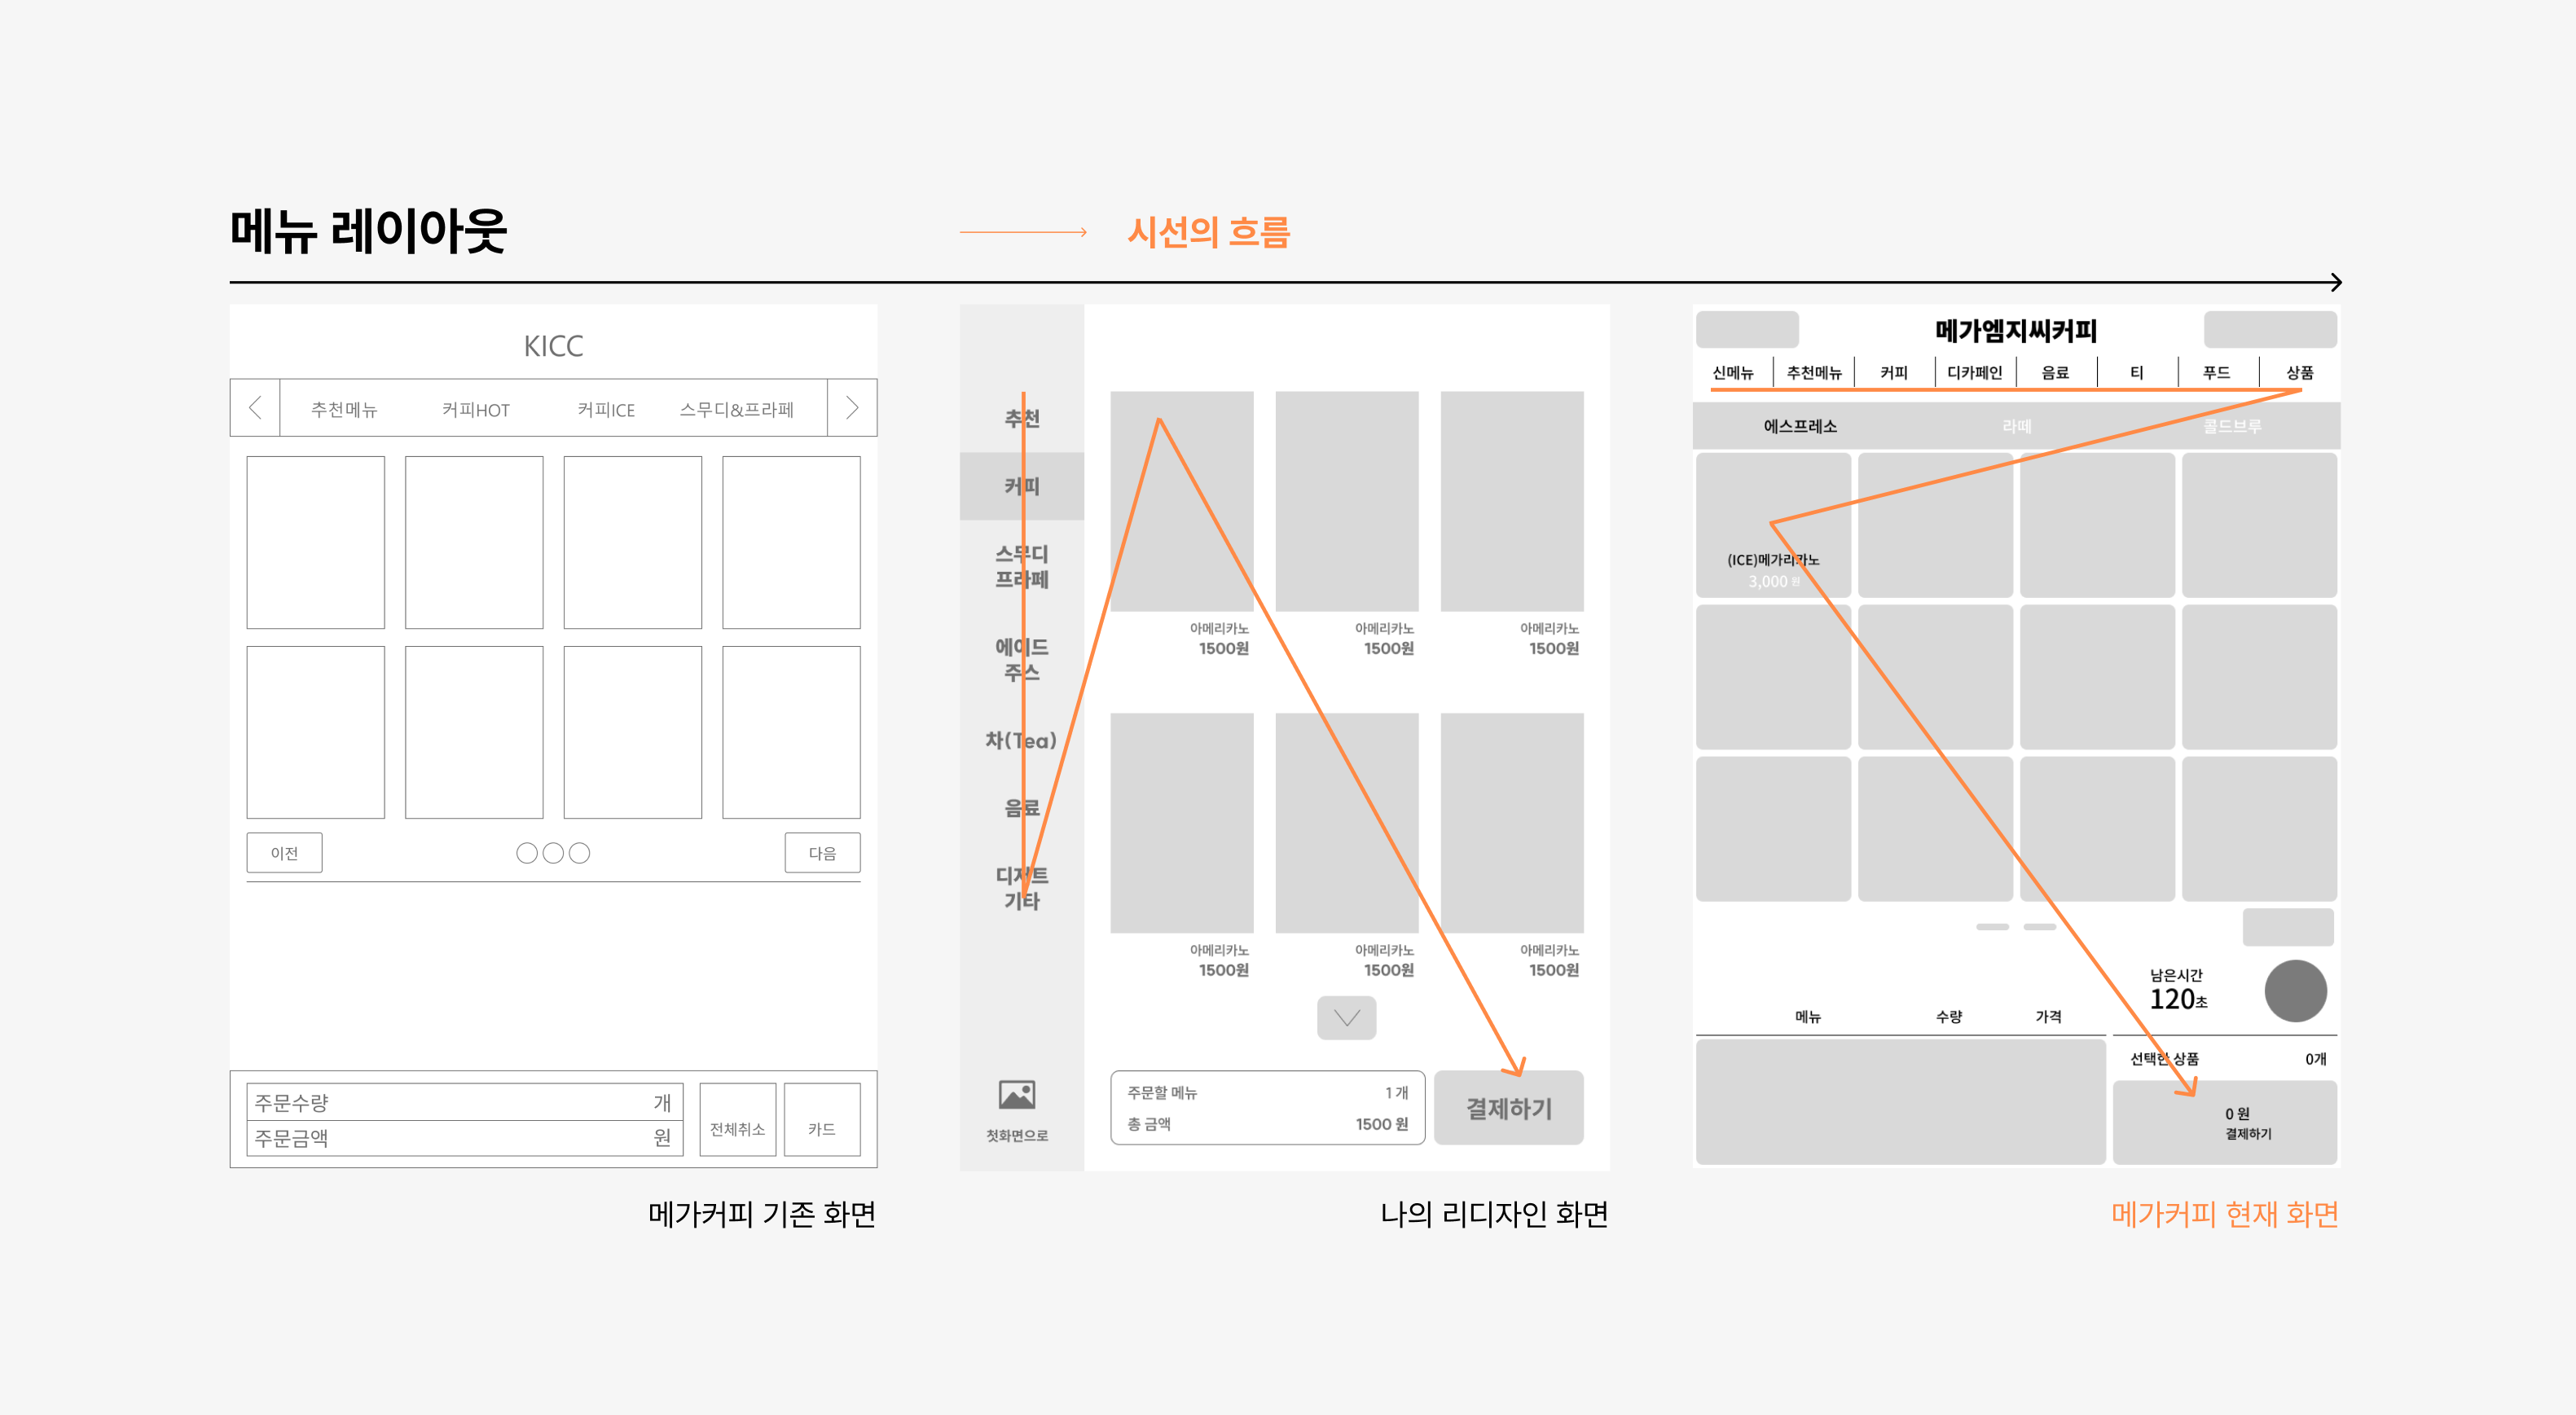 메뉴 레이아웃
시선의 흐름
KICC
추천메뉴 커피HOT 커피ICE 스무디&프라페
이전 다음
주문수량 개
주문금액 원
전체취소 카드
메가커피 기존 화면
추천
커피
스무디
프라페
에이드
주스
차(Tea)
음료
디저트
기타
첫화면으로
아메리카노 아메리카노 아메리카노
1500원 1500원 1500원
아메리카노 아메리카노 아메리카노
1500원 1500원 1500원
주문할 메뉴 1 개
총 금액 1500 원
결제하기
나의 리디자인 화면
메가엠지씨커피
신메뉴 추천메뉴 커피 디카페인 음료 티 푸드 상품
에스프레소 라떼 콜드브루
(ICE)메가리카노
3,000 원
남은시간
120초
메뉴 수량 가격
선택한 상품 0개
0 원
결제하기
메가커피 현재 화면